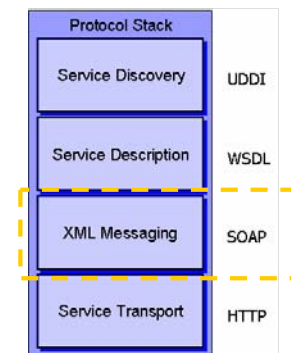 Protocol Stack
Service Discovery UDDI
Service Description WSDL
XML Messaging SOAP
Service Transport HTTP